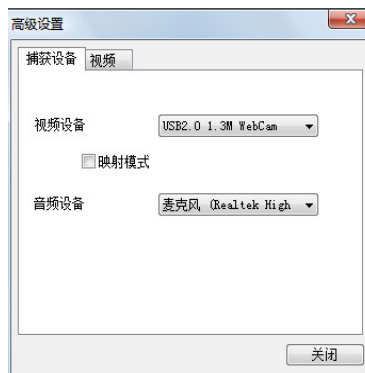 高级设置
捕获设备 视频
视频设备 USB2.0 1.3M WebCam
映射模式
音频设备 麦克风 (Realtek High
关闭